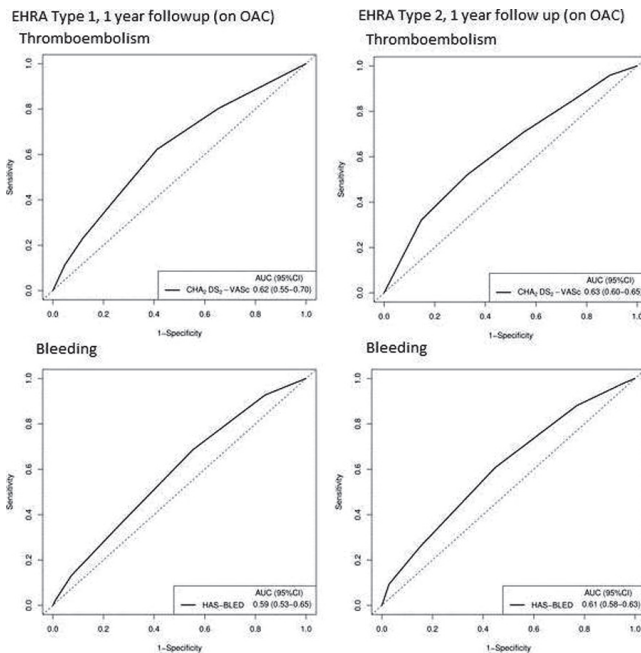 EHRA Type 1, 1 year followup (on OAC)
Thromboembolism
Sensitivity
1.0
0.8
0.6
0.4
0.2
0.0
AUC (95%CI)
CHA₂ DS₂ – VASc 0.62 (0.55–0.70)
0.0 0.2 0.4 0.6 0.8 1.0
1-Specificity
EHRA Type 2, 1 year follow up (on OAC)
Thromboembolism
Sensitivity
1.0
0.8
0.6
0.4
0.2
0.0
AUC (95%CI)
CHA₂ DS₂ – VASc 0.63 (0.60–0.65)
0.0 0.2 0.4 0.6 0.8 1.0
1-Specificity
Bleeding
Sensitivity
1.0
0.8
0.6
0.4
0.2
0.0
AUC (95%CI)
HAS–BLED 0.59 (0.53–0.65)
0.0 0.2 0.4 0.6 0.8 1.0
1-Specificity
Bleeding
Sensitivity
1.0
0.8
0.6
0.4
0.2
0.0
AUC (95%CI)
HAS–BLED 0.61 (0.58–0.63)
0.0 0.2 0.4 0.6 0.8 1.0
1-Specificity